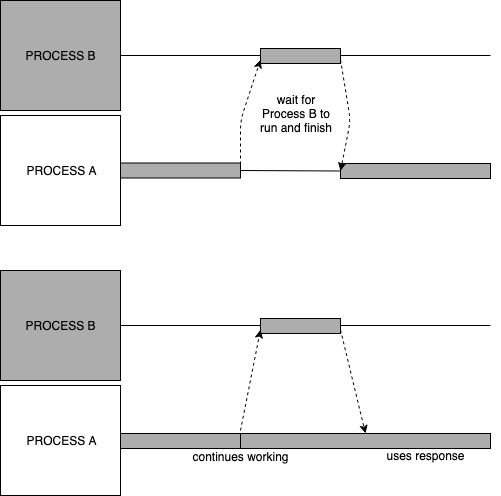 PROCESS B
wait for
Process B to
run and finish
PROCESS A
PROCESS B
PROCESS A
continues working
uses response